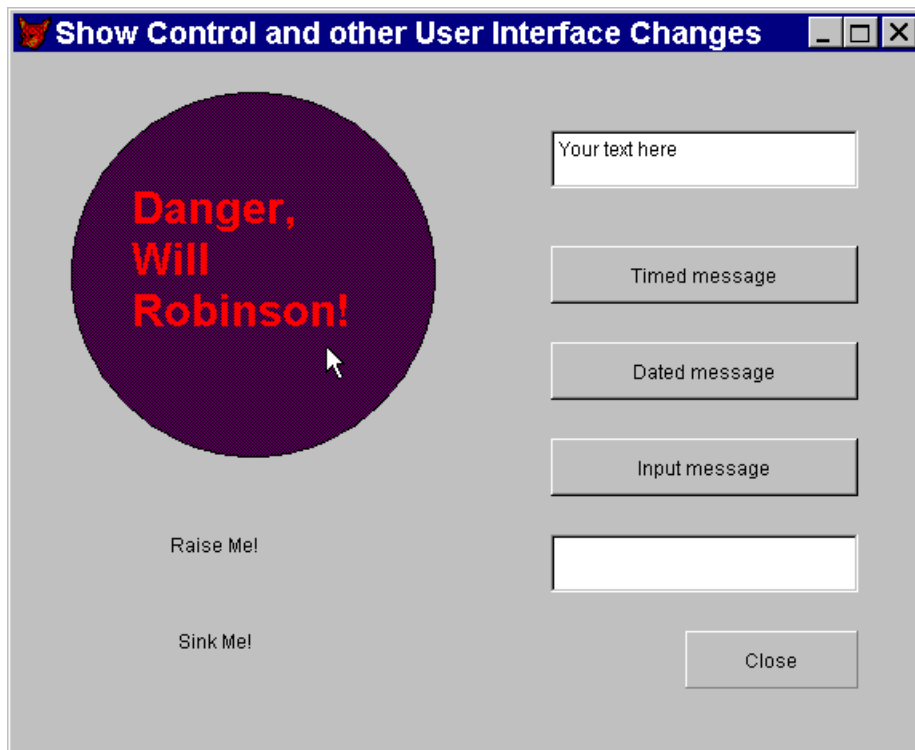 Show Control and other User Interface Changes
Danger,
Will
Robinson!
Your text here
Timed message
Dated message
Input message
Raise Me!
Sink Me!
Close